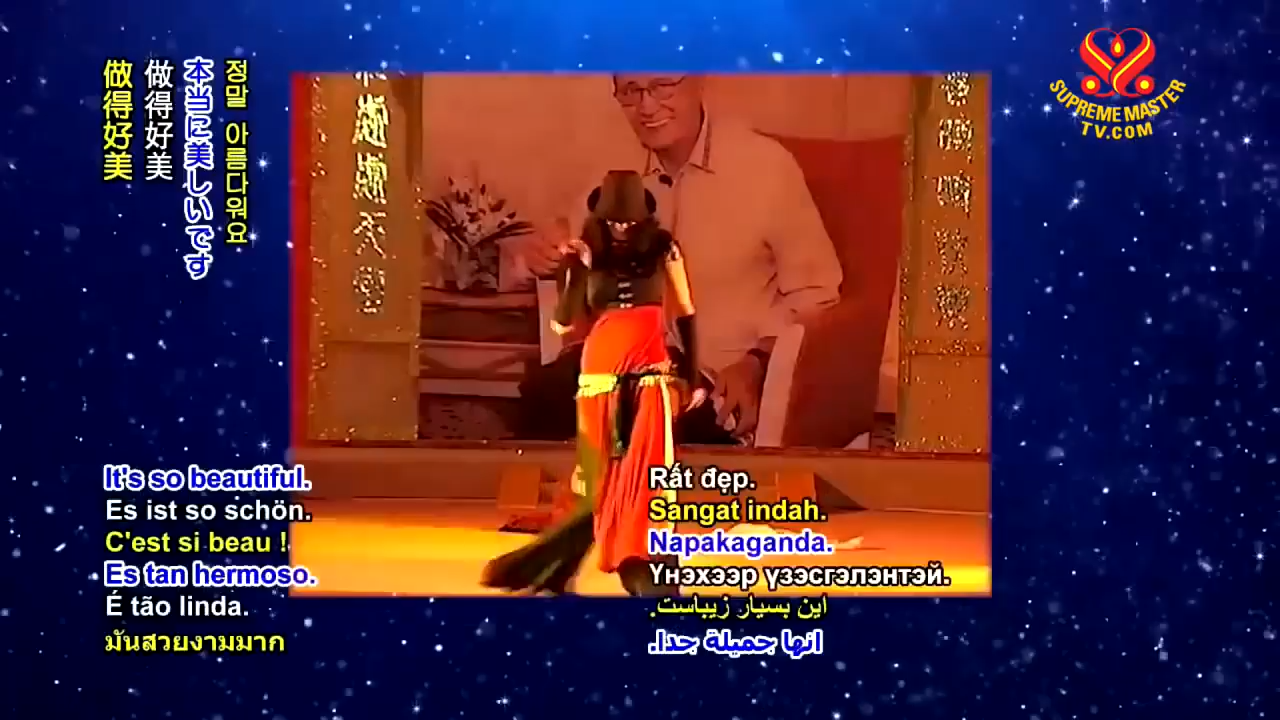 정말 아름다워요
本当に美しいです
做得好美
做得好美
SUPREME MASTER
TV.COM
It's so beautiful.
Es ist so schön.
C'est si beau !
Es tan hermoso.
É tão linda.
มันสวยงามมาก
Rất đẹp.
Sangat indah.
Napakaganda.
Үнэхээр үзэсгэлэнтэй.
این بسیار زیباست.
انها جميلة جدا.